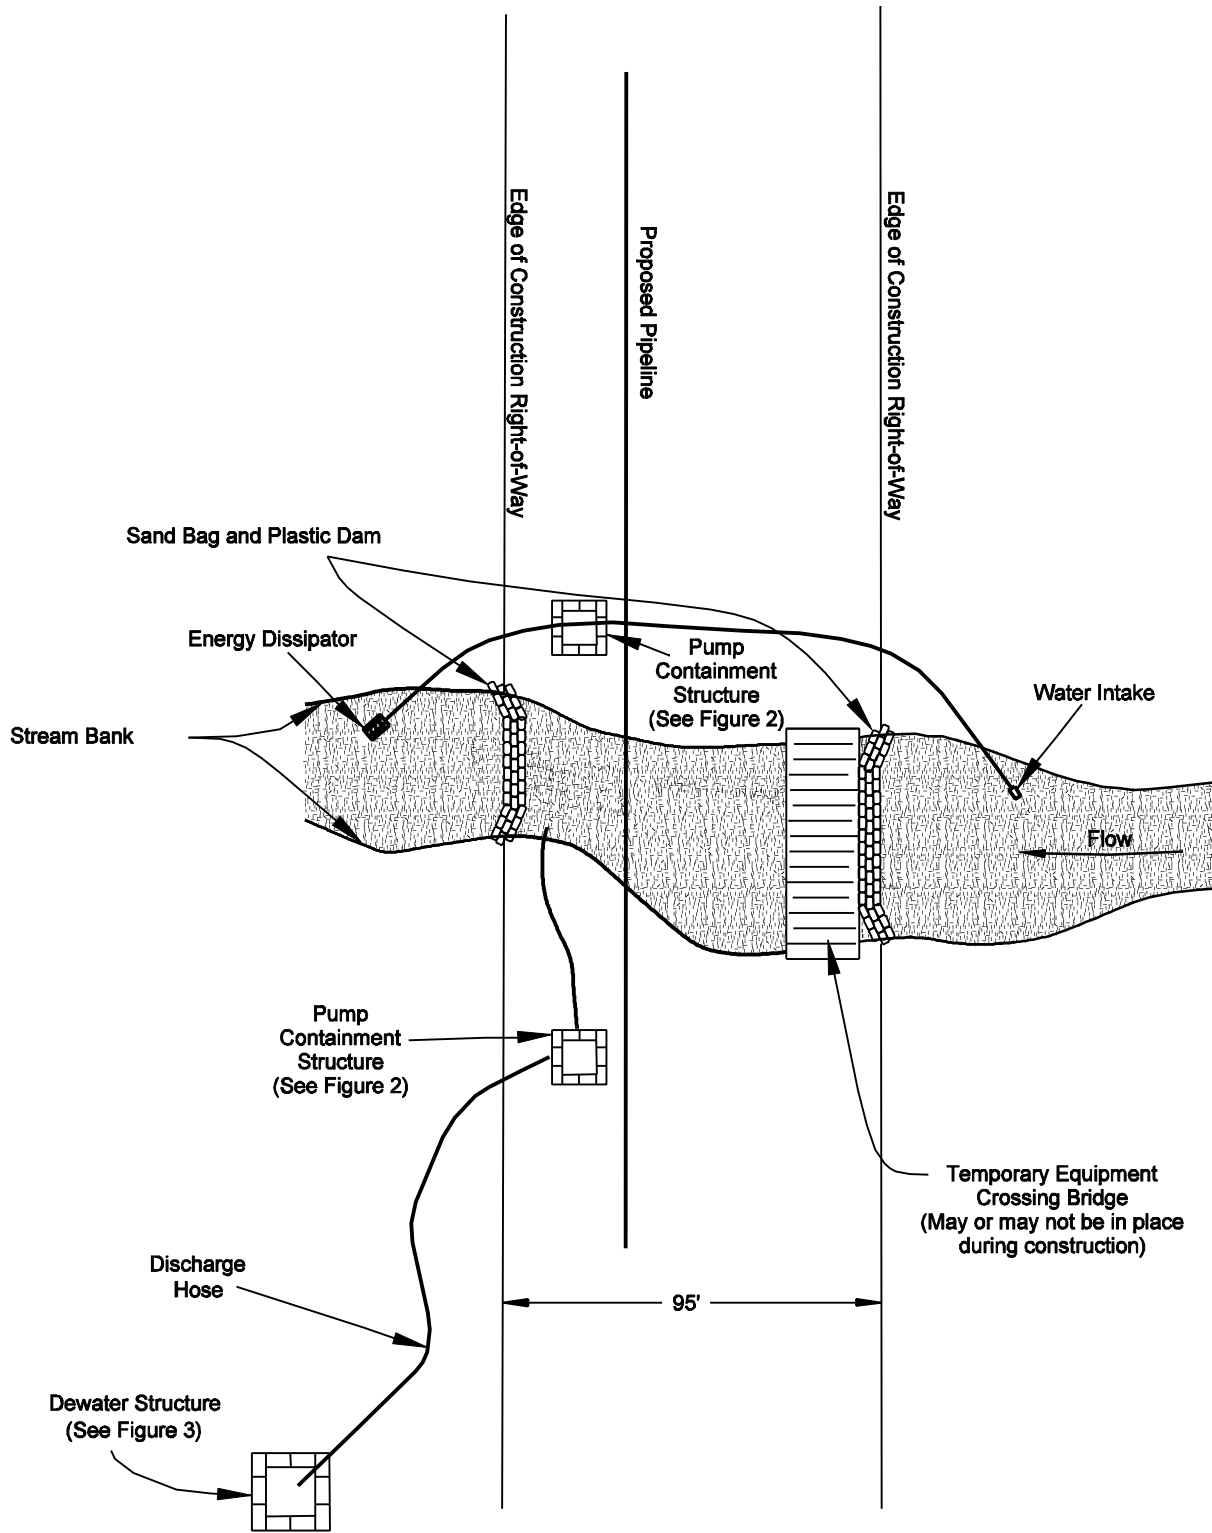 Edge of Construction Right-of-Way
Proposed Pipeline
Edge of Construction Right-of-Way
Sand Bag and Plastic Dam
Energy Dissipator
Pump
Containment
Structure
(See Figure 2)
Water Intake
Stream Bank
Flow
Pump
Containment
Structure
(See Figure 2)
Temporary Equipment
Crossing Bridge
(May or may not be in place
during construction)
Discharge
Hose
95'
Dewater Structure
(See Figure 3)